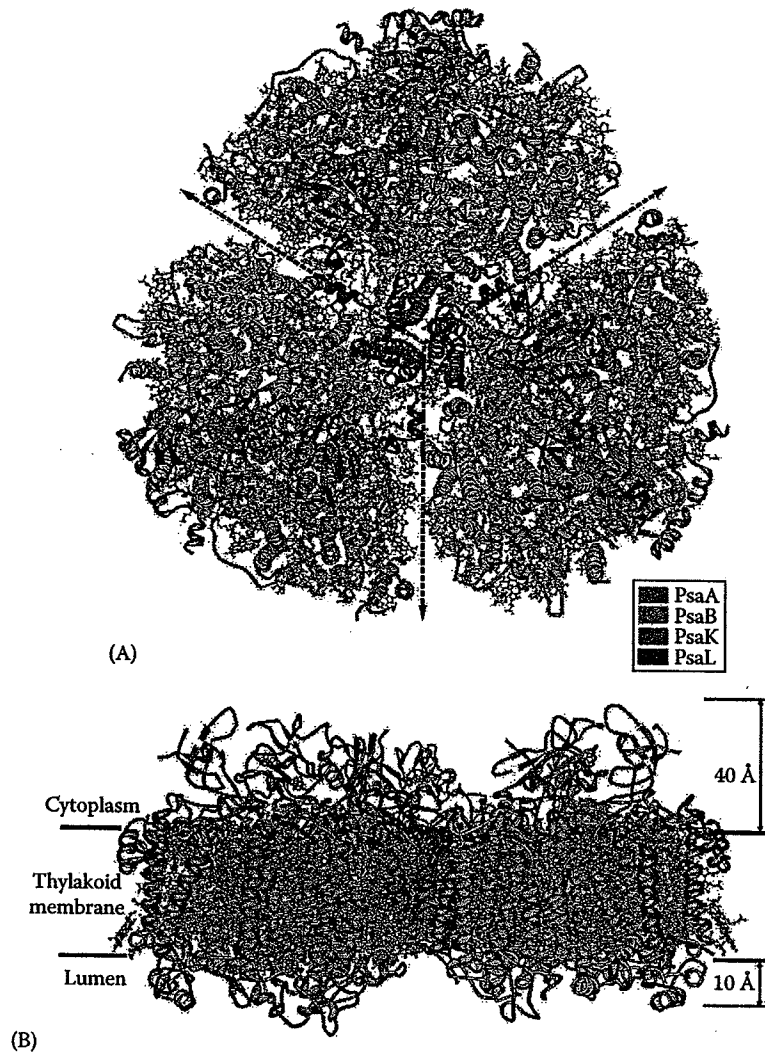 PsaA
PsaB
PsaK
PsaL
(A)
40 Å
Cytoplasm
Thylakoid
membrane
Lumen
10 Å
(B)